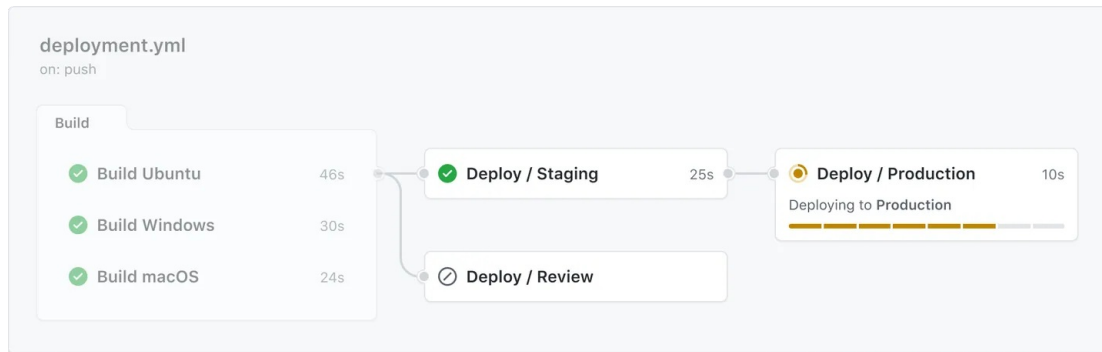 deployment.yml
on: push
Build
Build Ubuntu 46s
Build Windows 30s
Build macOS 24s
Deploy / Staging 25s
Deploy / Review
Deploy / Production 10s
Deploying to Production